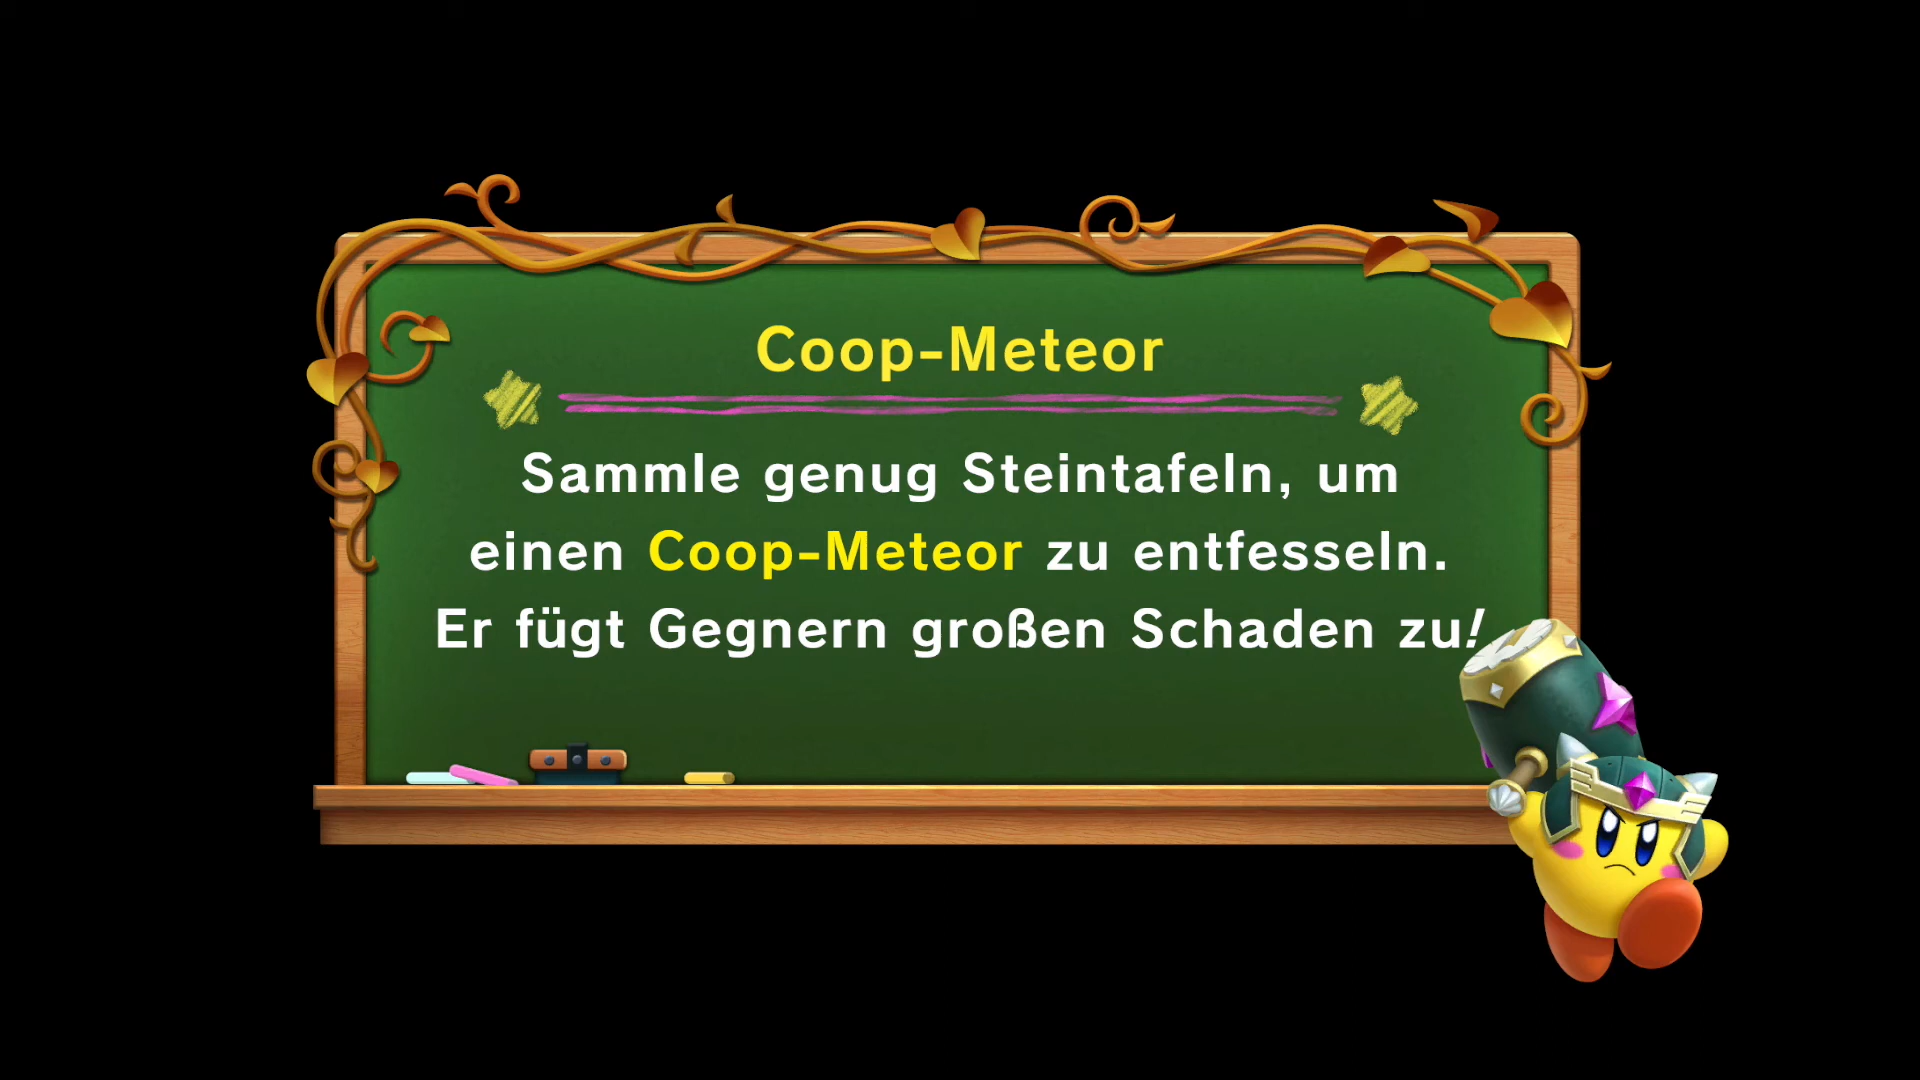 Coop-Meteor
Sammle genug Steintafeln, um
einen Coop-Meteor zu entfesseln.
Er fügt Gegnern großen Schaden zu!